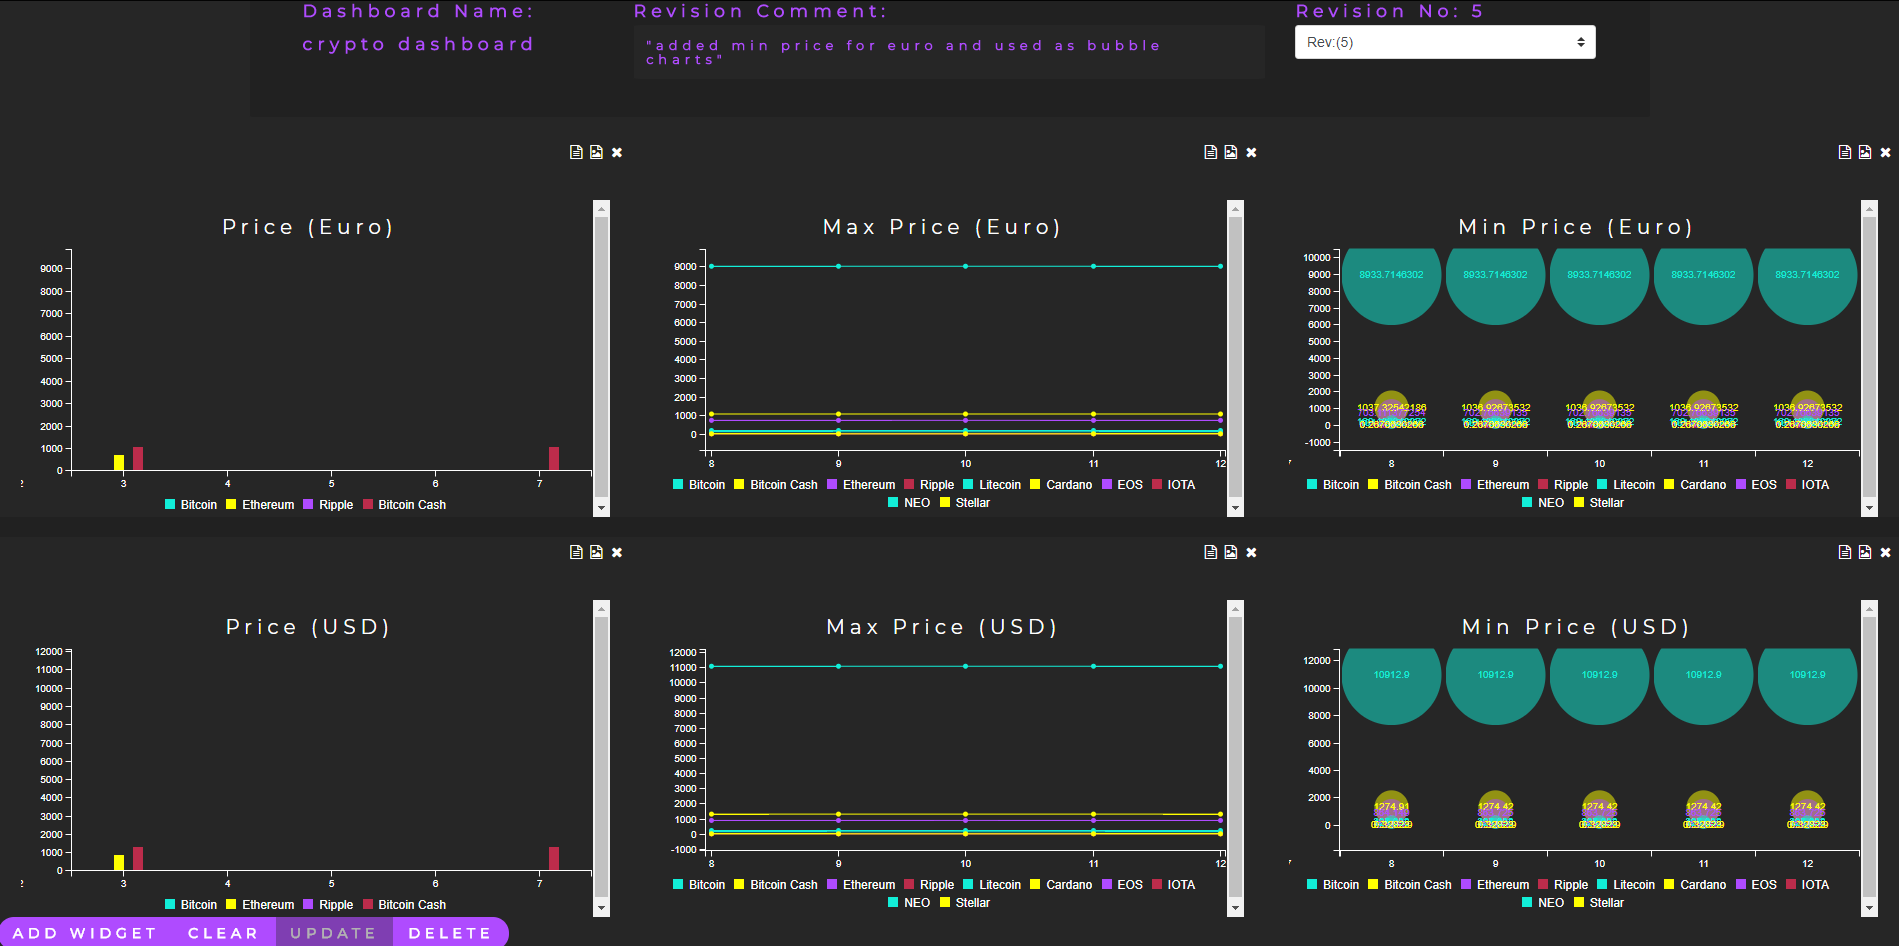 Dashboard Name:
crypto dashboard
Revision Comment:
"added min price for euro and used as bubble
charts"
Revision No: 5
Rev:(5)
Price (Euro)
9000
8000
7000
6000
5000
4000
3000
2000
1000
0
2 3 4 5 6 7
Bitcoin Ethereum Ripple Bitcoin Cash
Max Price (Euro)
9000
8000
7000
6000
5000
4000
3000
2000
1000
0
8 9 10 11 12
Bitcoin Bitcoin Cash Ethereum Ripple Litecoin Cardano EOS IOTA
NEO Stellar
Min Price (Euro)
10000
9000
8000
7000
6000
5000
4000
3000
2000
1000
0
-1000
8933.7146302 8933.7146302 8933.7146302 8933.7146302 8933.7146302
1037.32542186 1036.92673532 1036.92673532 1036.92673532 1036.92673532
7 8 9 10 11 12
Bitcoin Bitcoin Cash Ethereum Ripple Litecoin Cardano EOS IOTA
NEO Stellar
Price (USD)
12000
11000
10000
9000
8000
7000
6000
5000
4000
3000
2000
1000
0
2 3 4 5 6 7
Bitcoin Ethereum Ripple Bitcoin Cash
Max Price (USD)
12000
11000
10000
9000
8000
7000
6000
5000
4000
3000
2000
1000
0
-1000
8 9 10 11 12
Bitcoin Bitcoin Cash Ethereum Ripple Litecoin Cardano EOS IOTA
NEO Stellar
Min Price (USD)
12000
10000
8000
6000
4000
2000
0
10912.9 10912.9 10912.9 10912.9 10912.9
1274.91 1274.42 1274.42 1274.42 1274.42
7 8 9 10 11 12
Bitcoin Bitcoin Cash Ethereum Ripple Litecoin Cardano EOS IOTA
NEO Stellar
ADD WIDGET CLEAR UPDATE DELETE